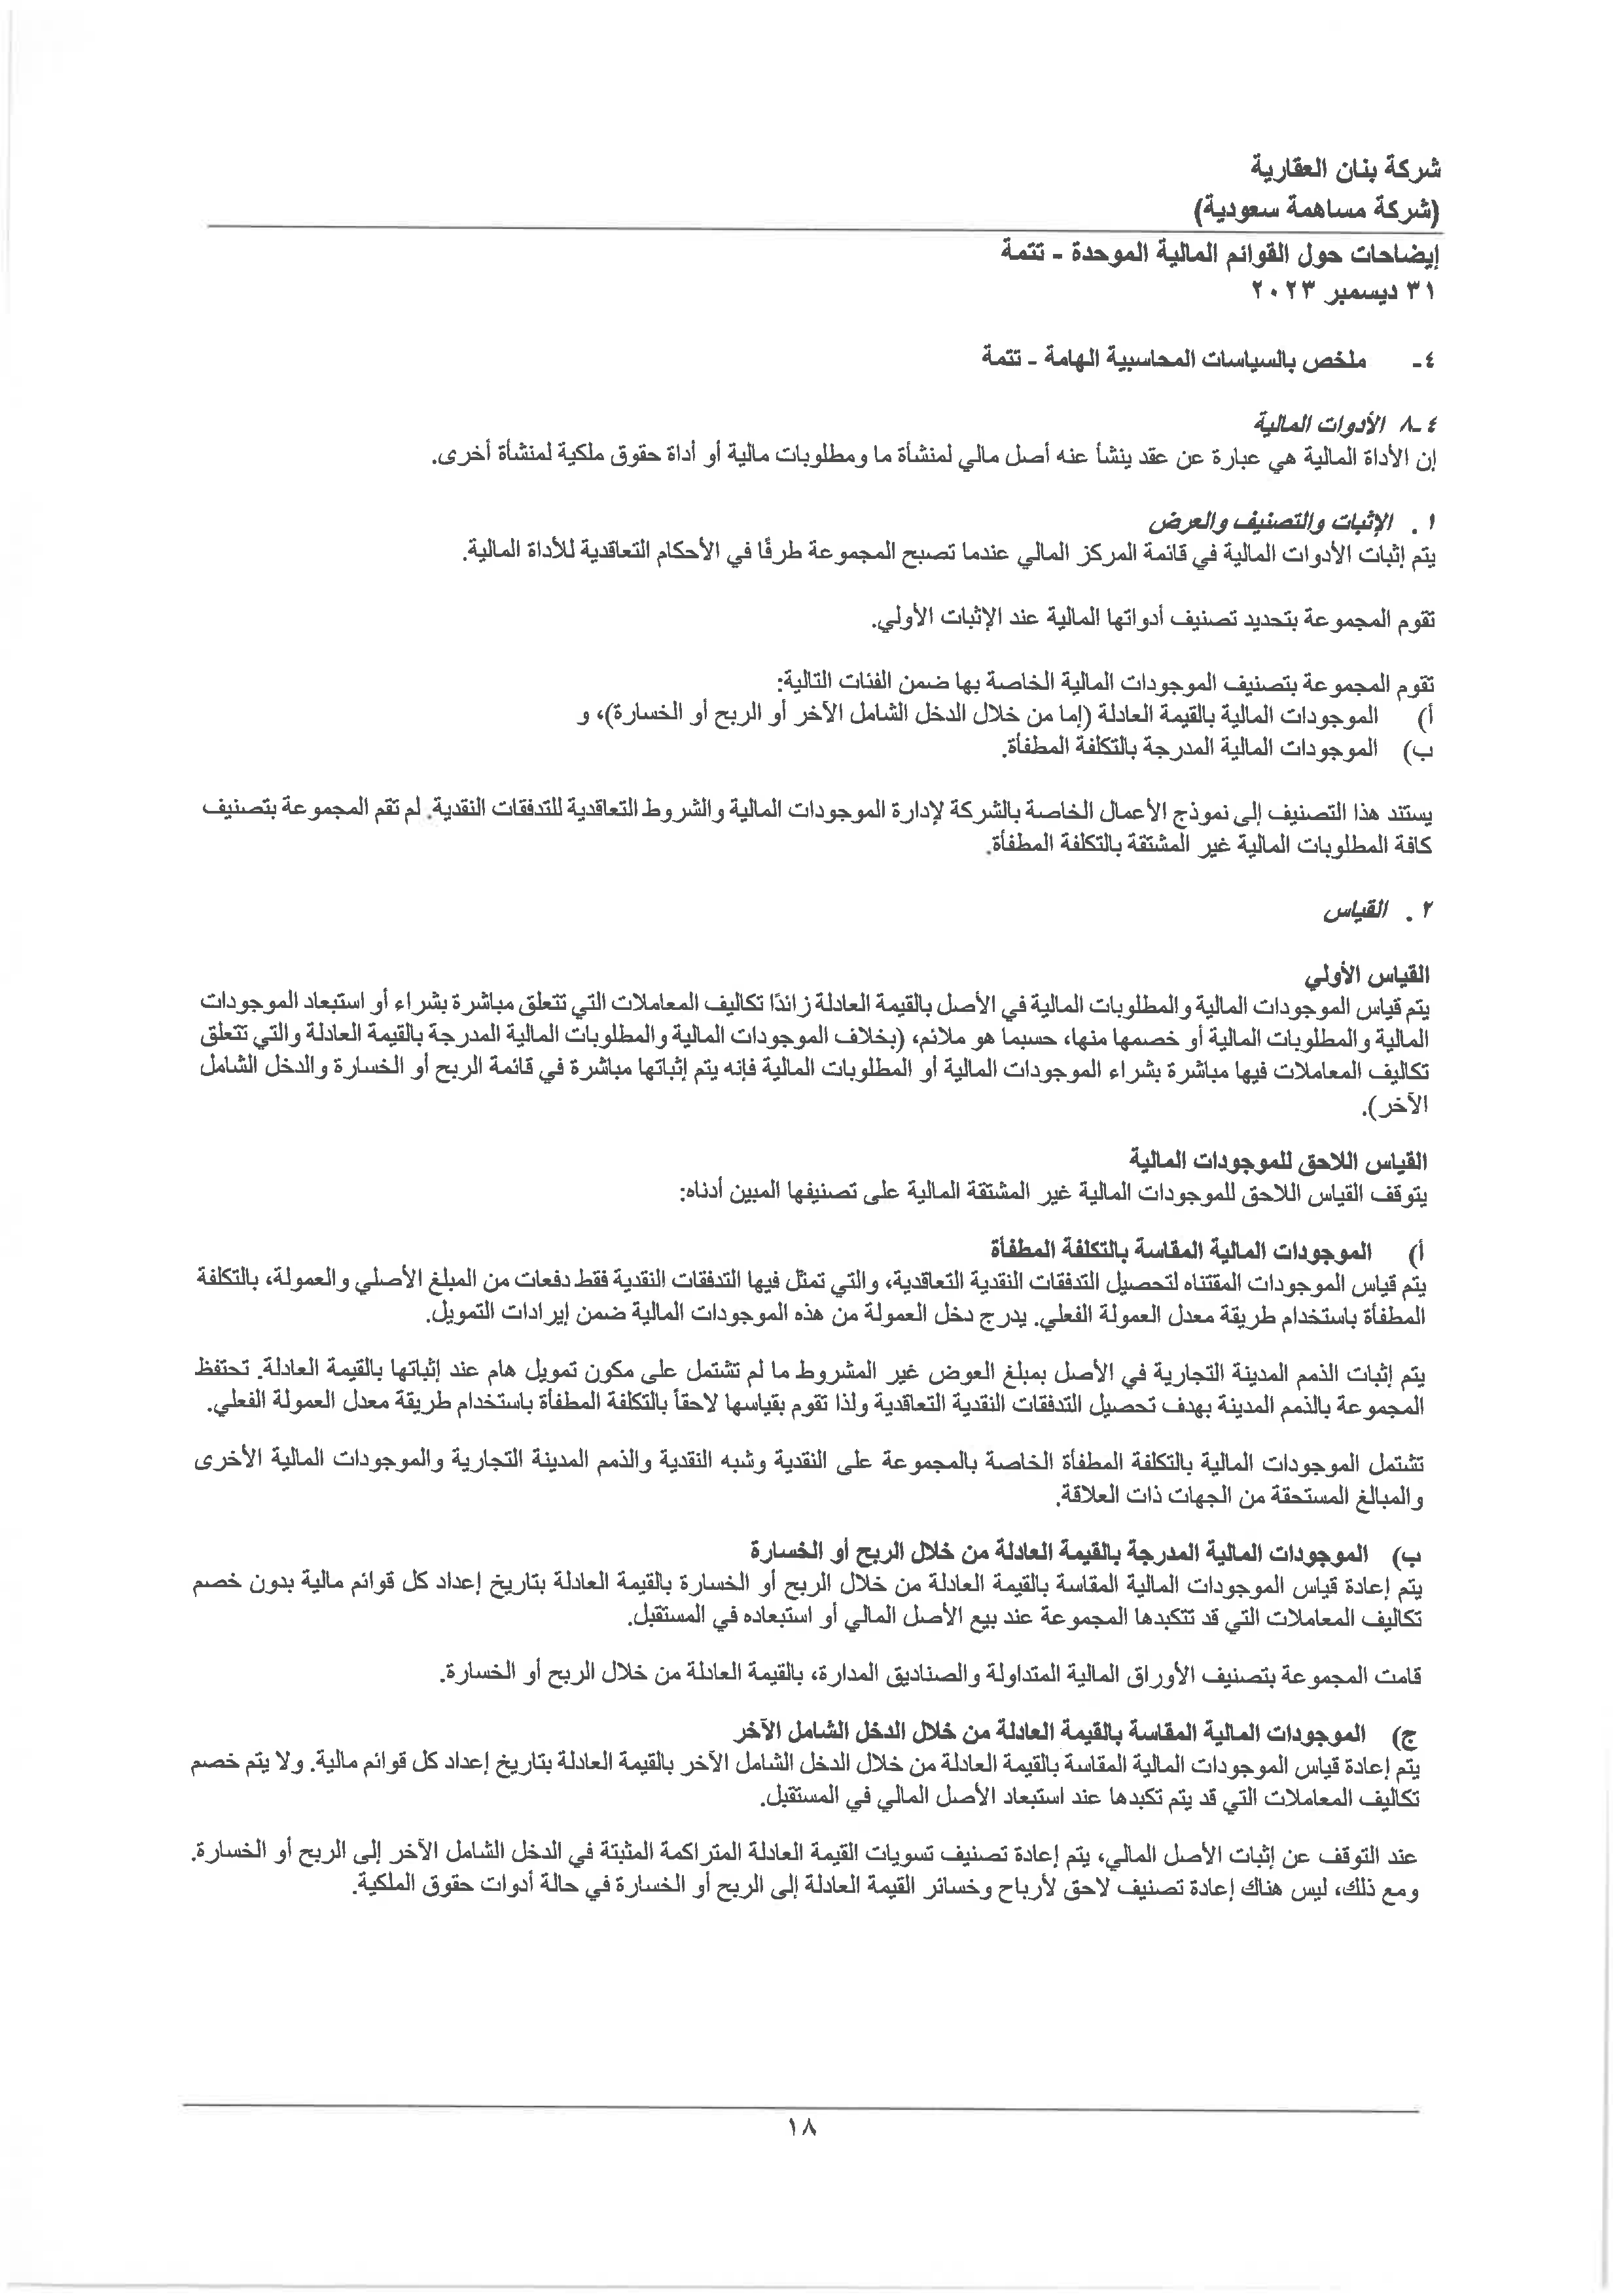 شركة بنان العقارية
(شركة مساهمة سعودية)
إيضاحات حول القوائم المالية الموحدة - تتمة
٣١ ديسمبر ٢٠٢٣
٤- ملخص بالسياسات المحاسبية الهامة - تتمة
٤-٨ الأدوات المالية
إن الأداة المالية هي عبارة عن عقد ينشأ عنه أصل مالي لمنشأة ما ومطلوبات مالية أو أداة حقوق ملكية لمنشأة أخرى.
١. الإثبات والتصنيف والعرض
يتم إثبات الأدوات المالية في قائمة المركز المالي عندما تصبح المجموعة طرفًا في الأحكام التعاقدية للأداة المالية.
تقوم المجموعة بتحديد تصنيف أدواتها المالية عند الإثبات الأولي.
تقوم المجموعة بتصنيف الموجودات المالية الخاصة بها ضمن الفئات التالية:
أ) الموجودات المالية بالقيمة العادلة (إما من خلال الدخل الشامل الآخر أو الربح أو الخسارة)، و
ب) الموجودات المالية المدرجة بالتكلفة المطفأة.
يستند هذا التصنيف إلى نموذج الأعمال الخاصة بالشركة لإدارة الموجودات المالية والشروط التعاقدية للتدفقات النقدية. لم تقم المجموعة بتصنيف
كافة المطلوبات المالية غير المشتقة بالتكلفة المطفأة.
٢. القياس
القياس الأولي
يتم قياس الموجودات المالية والمطلوبات المالية في الأصل بالقيمة العادلة زائدًا تكاليف المعاملات التي تتعلق مباشرة بشراء أو استبعاد الموجودات
المالية والمطلوبات المالية أو خصمها منها، حسبما هو ملائم، (بخلاف الموجودات المالية والمطلوبات المالية المدرجة بالقيمة العادلة والتي تتعلق
تكاليف المعاملات فيها مباشرة بشراء الموجودات المالية أو المطلوبات المالية فإنه يتم إثباتها مباشرة في قائمة الربح أو الخسارة والدخل الشامل
الآخر).
القياس اللاحق للموجودات المالية
يتوقف القياس اللاحق للموجودات المالية غير المشتقة المالية على تصنيفها المبين أدناه:
أ) الموجودات المالية المقاسة بالتكلفة المطفأة
يتم قياس الموجودات المقتناه لتحصيل التدفقات النقدية التعاقدية، والتي تمثل فيها التدفقات النقدية فقط دفعات من المبلغ الأصلي والعمولة، بالتكلفة
المطفأة باستخدام طريقة معدل العمولة الفعلي. يدرج دخل العمولة من هذه الموجودات المالية ضمن إيرادات التمويل.
يتم إثبات الذمم المدينة التجارية في الأصل بمبلغ العوض غير المشروط ما لم تشتمل على مكون تمويل هام عند إثباتها بالقيمة العادلة. تحتفظ
المجموعة بالذمم المدينة بهدف تحصيل التدفقات النقدية التعاقدية ولذا تقوم بقياسها لاحقاً بالتكلفة المطفأة باستخدام طريقة معدل العمولة الفعلي.
تشتمل الموجودات المالية بالتكلفة المطفأة الخاصة بالمجموعة على النقدية وشبه النقدية والذمم المدينة التجارية والموجودات المالية الأخرى
والمبالغ المستحقة من الجهات ذات العلاقة.
ب) الموجودات المالية المدرجة بالقيمة العادلة من خلال الربح أو الخسارة
يتم إعادة قياس الموجودات المالية المقاسة بالقيمة العادلة من خلال الربح أو الخسارة بالقيمة العادلة بتاريخ إعداد كل قوائم مالية بدون خصم
تكاليف المعاملات التي قد تتكبدها المجموعة عند بيع الأصل المالي أو استبعاده في المستقبل.
قامت المجموعة بتصنيف الأوراق المالية المتداولة والصناديق المدارة، بالقيمة العادلة من خلال الربح أو الخسارة.
ج) الموجودات المالية المقاسة بالقيمة العادلة من خلال الدخل الشامل الآخر
يتم إعادة قياس الموجودات المالية المقاسة بالقيمة العادلة من خلال الدخل الشامل الآخر بالقيمة العادلة بتاريخ إعداد كل قوائم مالية. ولا يتم خصم
تكاليف المعاملات التي قد يتم تكبدها عند استبعاد الأصل المالي في المستقبل.
عند التوقف عن إثبات الأصل المالي، يتم إعادة تصنيف تسويات القيمة العادلة المتراكمة المثبتة في الدخل الشامل الآخر إلى الربح أو الخسارة.
ومع ذلك، ليس هناك إعادة تصنيف لاحق لأرباح وخسائر القيمة العادلة إلى الربح أو الخسارة في حالة أدوات حقوق الملكية.
١٨